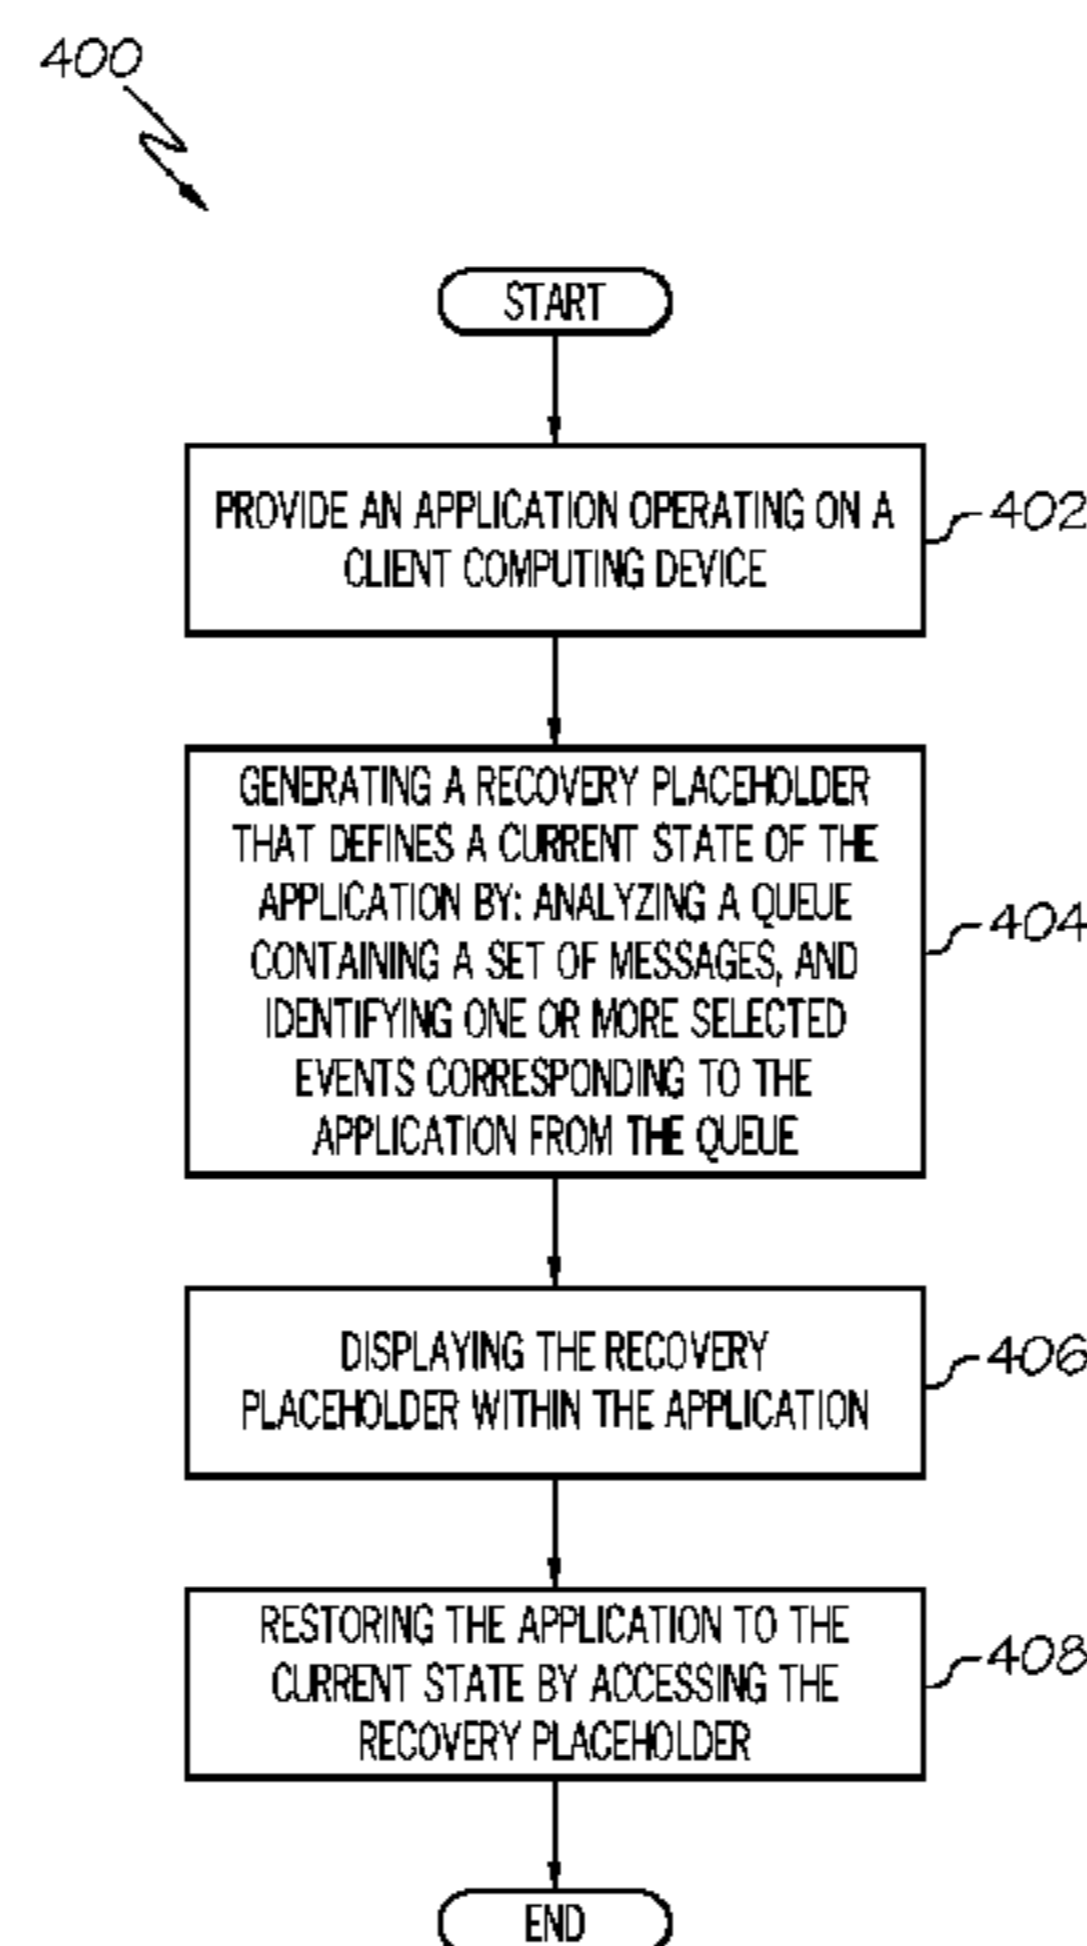 400
START
PROVIDE AN APPLICATION OPERATING ON A
CLIENT COMPUTING DEVICE
402
GENERATING A RECOVERY PLACEHOLDER
THAT DEFINES A CURRENT STATE OF THE
APPLICATION BY: ANALYZING A QUEUE
CONTAINING A SET OF MESSAGES, AND
IDENTIFYING ONE OR MORE SELECTED
EVENTS CORRESPONDING TO THE
APPLICATION FROM THE QUEUE
404
DISPLAYING THE RECOVERY
PLACEHOLDER WITHIN THE APPLICATION
406
RESTORING THE APPLICATION TO THE
CURRENT STATE BY ACCESSING THE
RECOVERY PLACEHOLDER
408
END